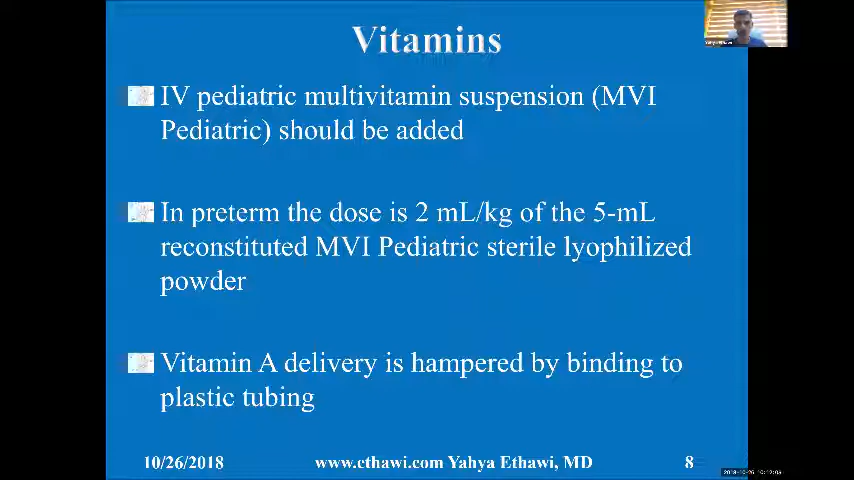 Vitamins
IV pediatric multivitamin suspension (MVI
Pediatric) should be added
In preterm the dose is 2 mL/kg of the 5-mL
reconstituted MVI Pediatric sterile lyophilized
powder
Vitamin A delivery is hampered by binding to
plastic tubing
10/26/2018 www.ethawi.com Yahya Ethawi, MD 8